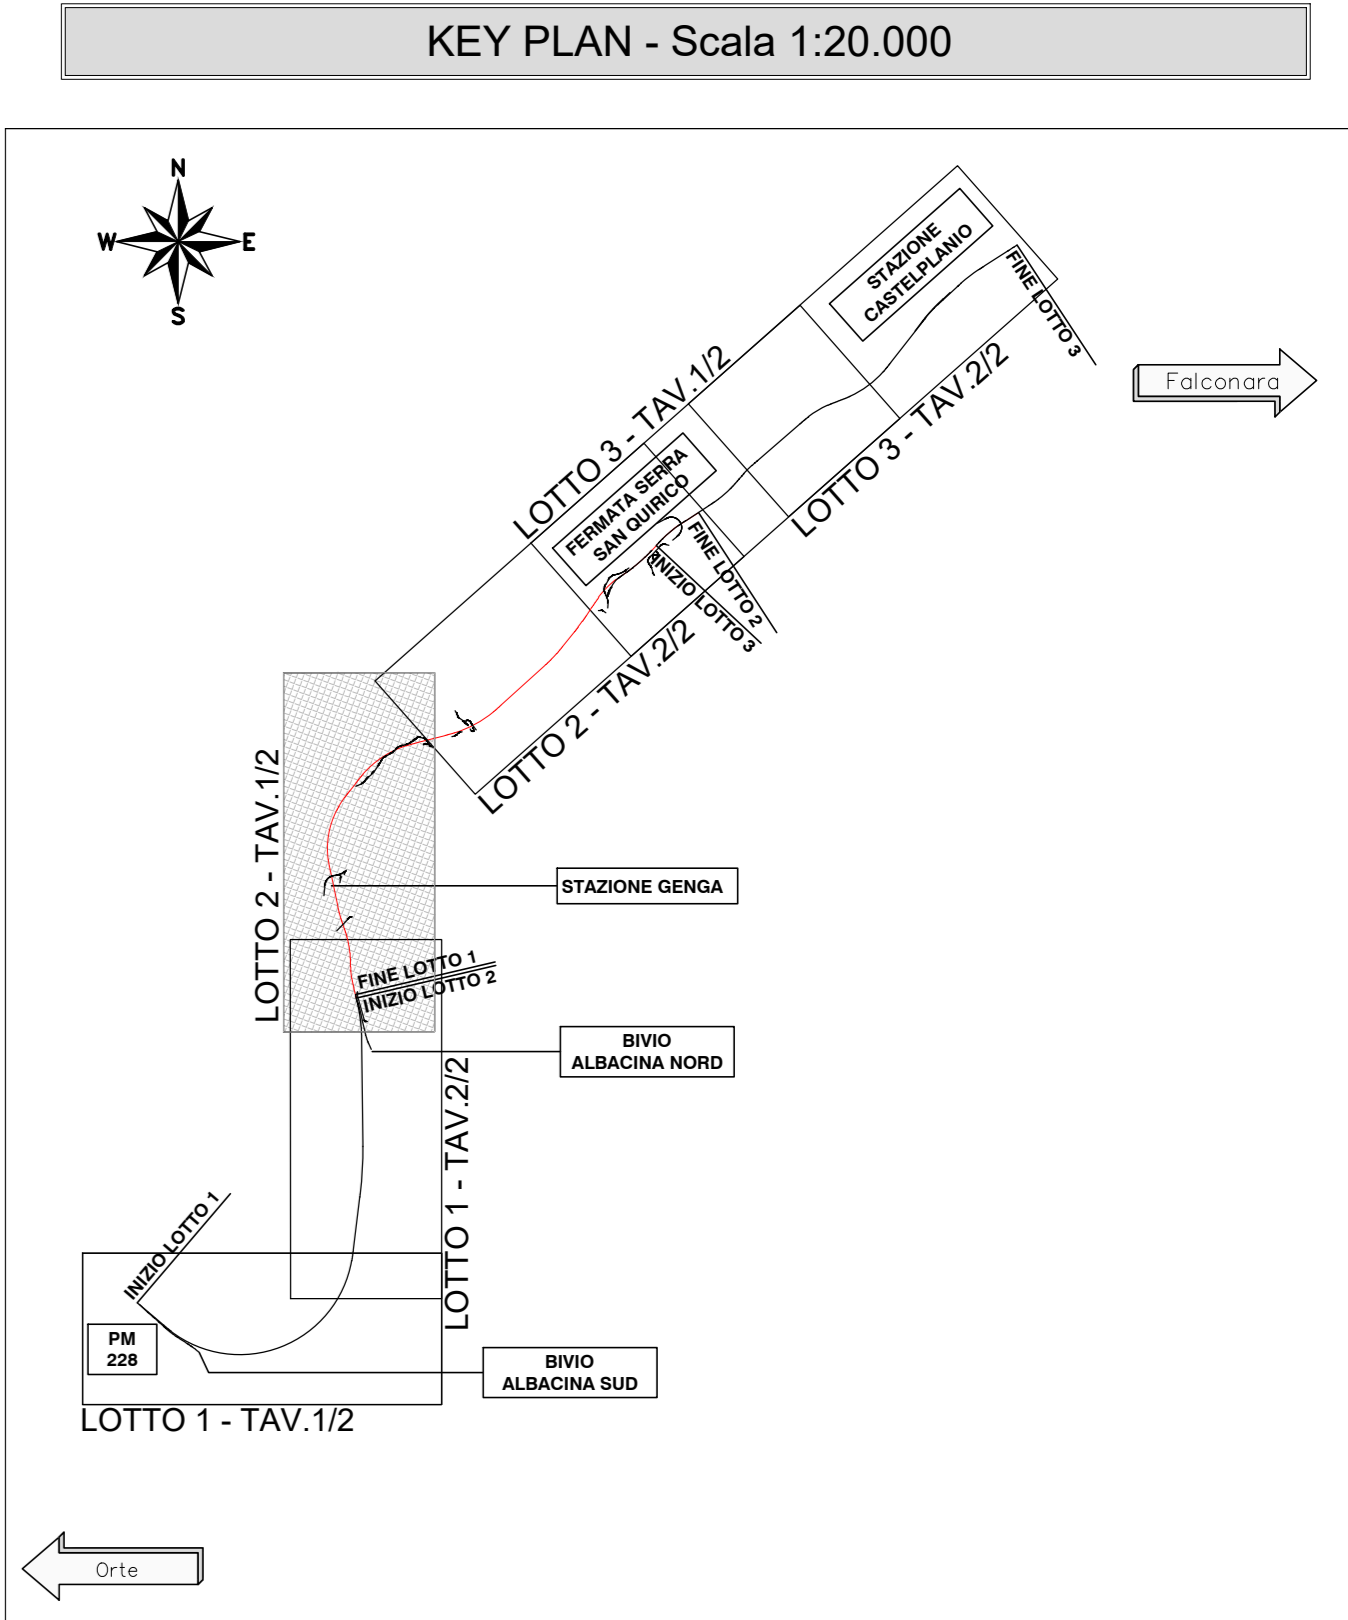 KEY PLAN - Scala 1:20.000
N
W
E
S
STAZIONE
CASTELPLANIO
FINE LOTTO 3
Falconara
LOTTO 3 - TAV.1/2
LOTTO 3 - TAV.2/2
FERMATA SERRA
SAN QUIRICO
FINE LOTTO 2
INIZIO LOTTO 3
LOTTO 2 - TAV.2/2
LOTTO 2 - TAV.1/2
STAZIONE GENGA
FINE LOTTO 1
INIZIO LOTTO 2
BIVIO
ALBACINA NORD
LOTTO 1 - TAV.2/2
INIZIO LOTTO 1
PM
228
BIVIO
ALBACINA SUD
LOTTO 1 - TAV.1/2
Orte